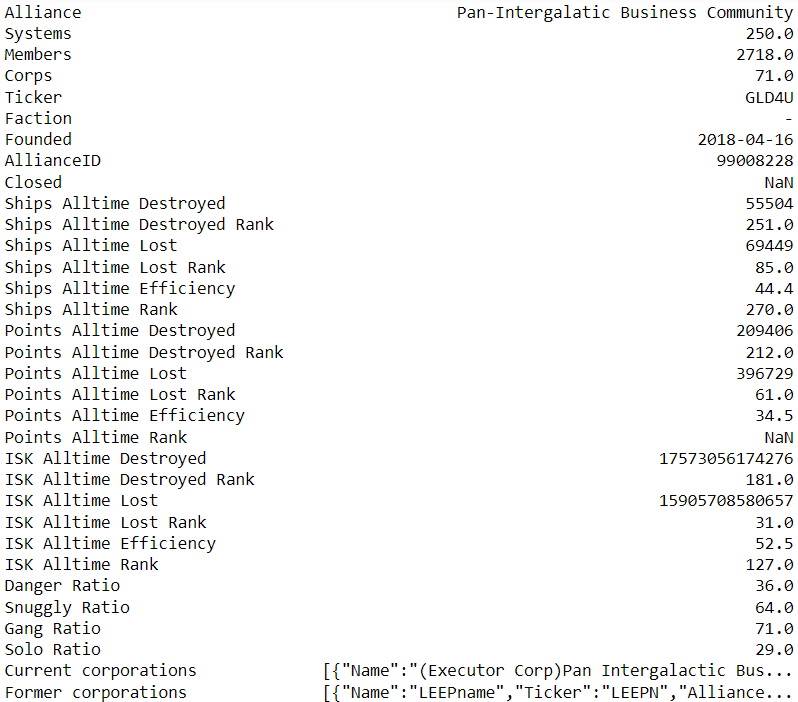 Alliance Pan-Intergalatic Business Community
Systems 250.0
Members 2718.0
Corps 71.0
Ticker GLD4U
Faction -
Founded 2018-04-16
AllianceID 99008228
Closed NaN
Ships Alltime Destroyed 55504
Ships Alltime Destroyed Rank 251.0
Ships Alltime Lost 69449
Ships Alltime Lost Rank 85.0
Ships Alltime Efficiency 44.4
Ships Alltime Rank 270.0
Points Alltime Destroyed 209406
Points Alltime Destroyed Rank 212.0
Points Alltime Lost 396729
Points Alltime Lost Rank 61.0
Points Alltime Efficiency 34.5
Points Alltime Rank NaN
ISK Alltime Destroyed 17573056174276
ISK Alltime Destroyed Rank 181.0
ISK Alltime Lost 15905708580657
ISK Alltime Lost Rank 31.0
ISK Alltime Efficiency 52.5
ISK Alltime Rank 127.0
Danger Ratio 36.0
Snuggly Ratio 64.0
Gang Ratio 71.0
Solo Ratio 29.0
Current corporations [{"Name":"(Executor Corp)Pan Intergalactic Bus...
Former corporations [{"Name":"LEEPname","Ticker":"LEEPN","Alliance...